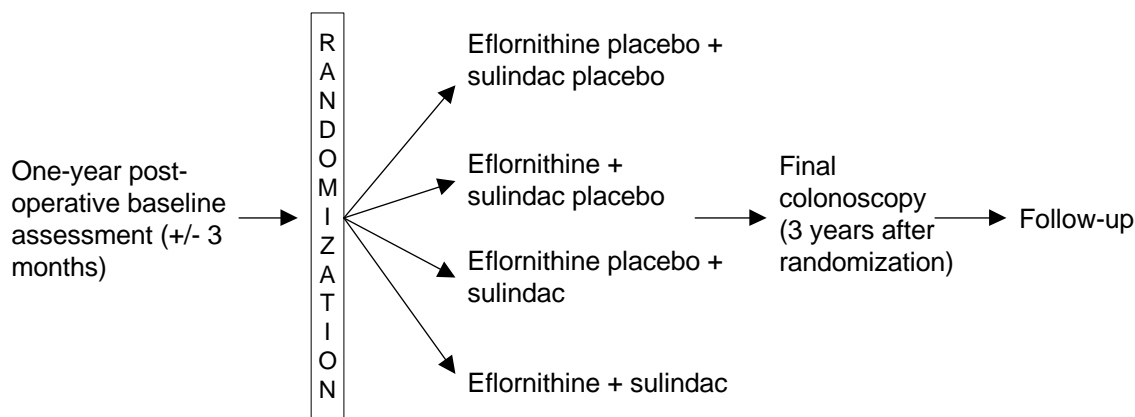 One-year post-
operative baseline
assessment (+/- 3
months)
R
A
N
D
O
M
I
Z
A
T
I
O
N
Eflornithine placebo +
sulindac placebo
Eflornithine +
sulindac placebo
Eflornithine placebo +
sulindac
Eflornithine + sulindac
Final
colonoscopy
(3 years after
randomization)
Follow-up